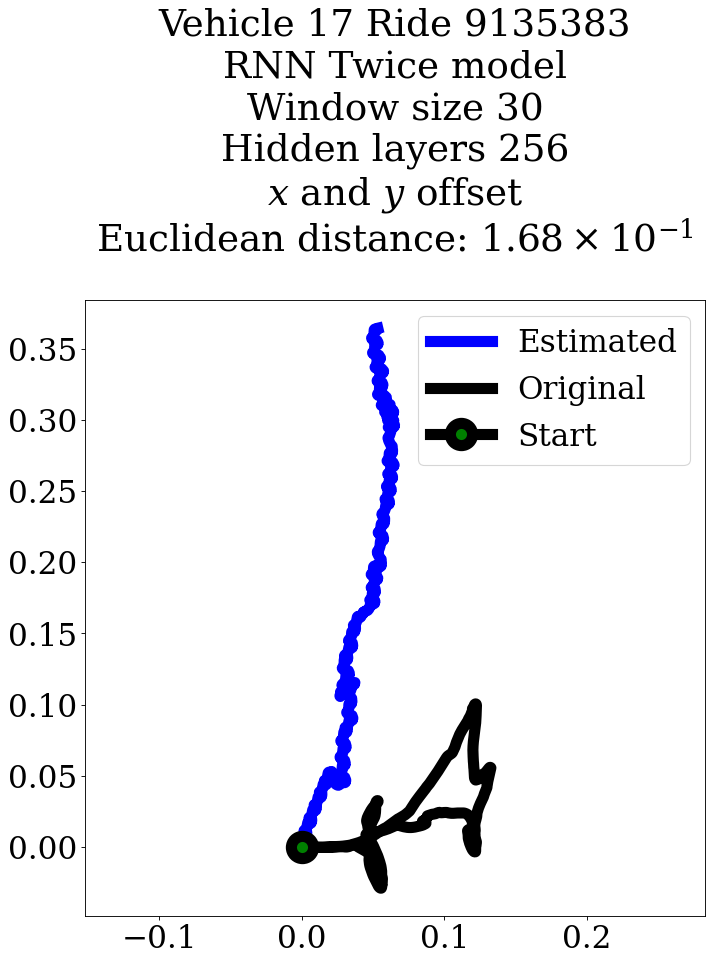 Vehicle 17 Ride 9135383
RNN Twice model
Window size 30
Hidden layers 256
x and y offset
Euclidean distance: 1.68 × 10⁻¹
Estimated
Original
Start
0.35
0.30
0.25
0.20
0.15
0.10
0.05
0.00
−0.1 0.0 0.1 0.2